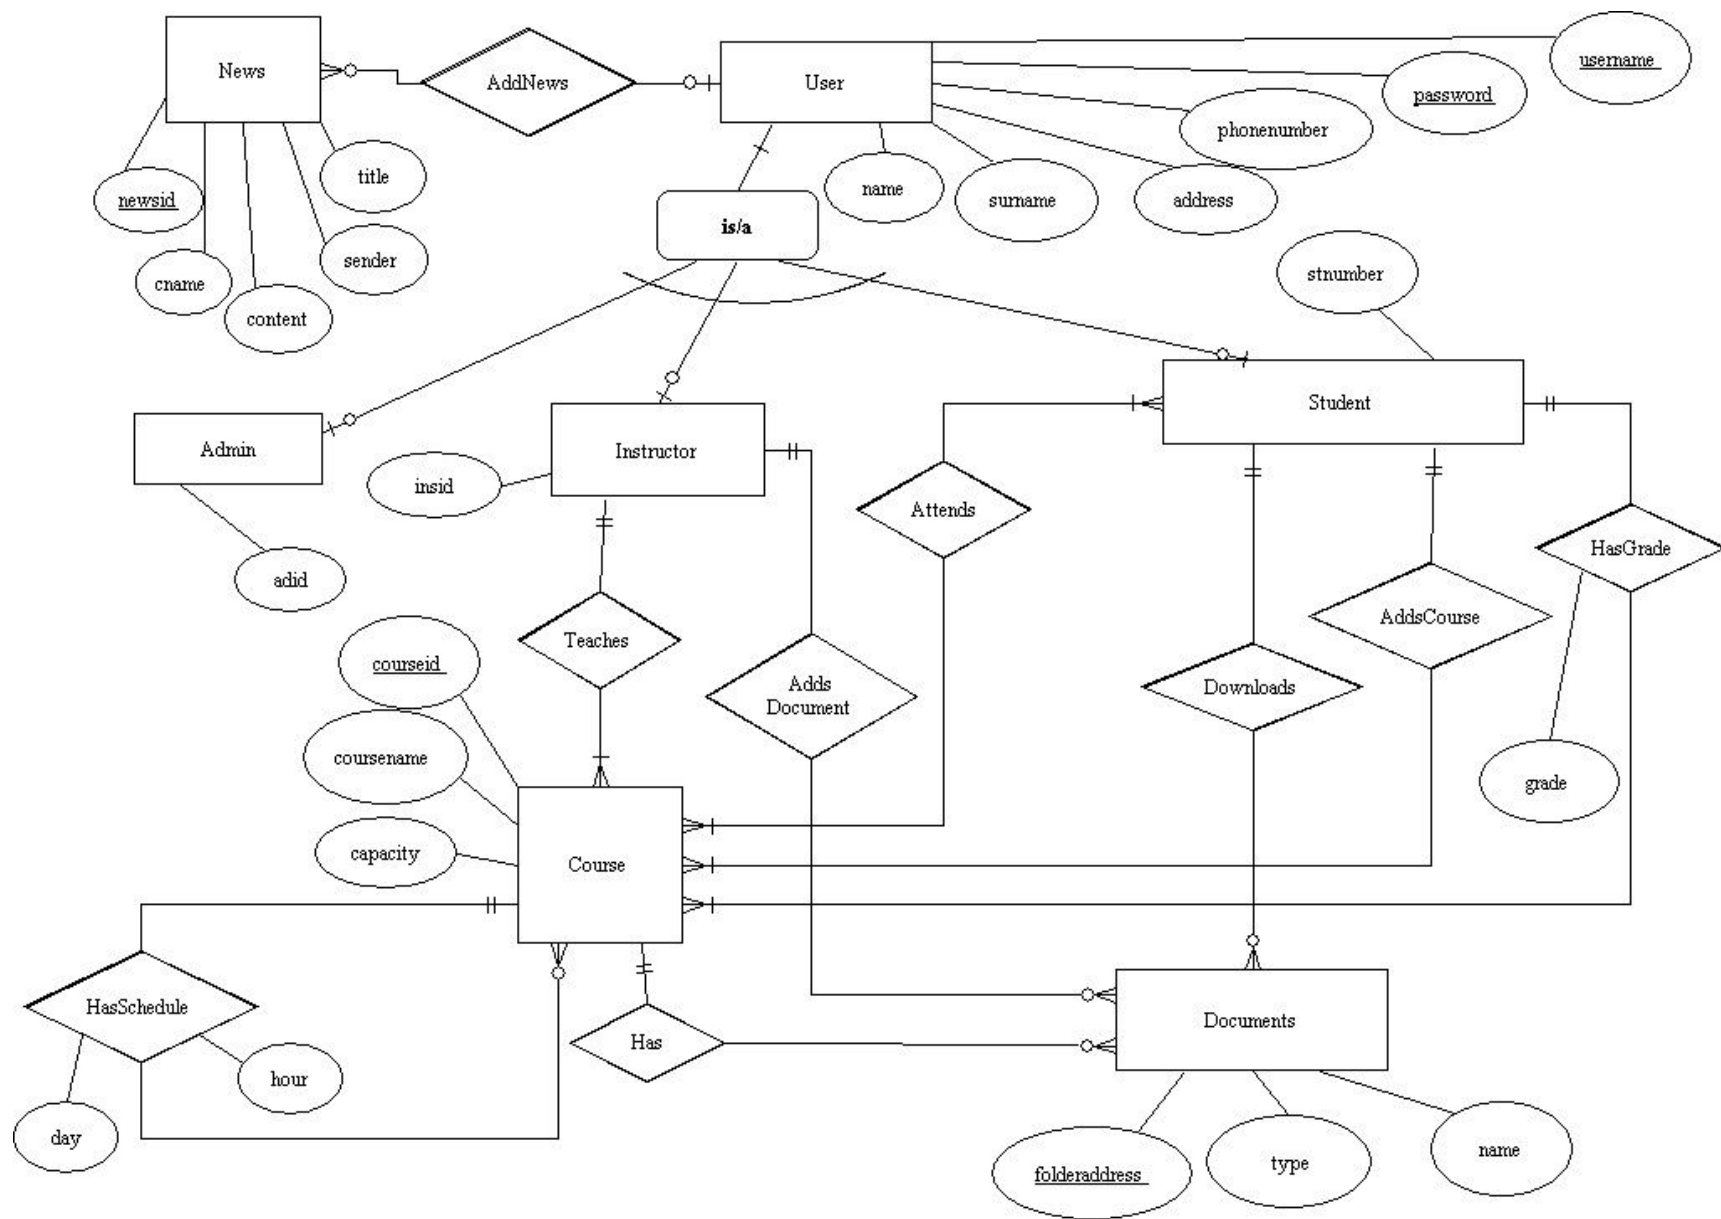 News
AddNews
User
username
password
phonenumber
title
newsid
name
surname
address
is/a
sender
cname
content
stnumber
Student
Admin
Instructor
insid
Attends
HasGrade
adid
Teaches
AddsCourse
courseid
Adds
Document
Downloads
coursename
grade
capacity
Course
HasSchedule
Has
Documents
hour
day
folderaddress
type
name